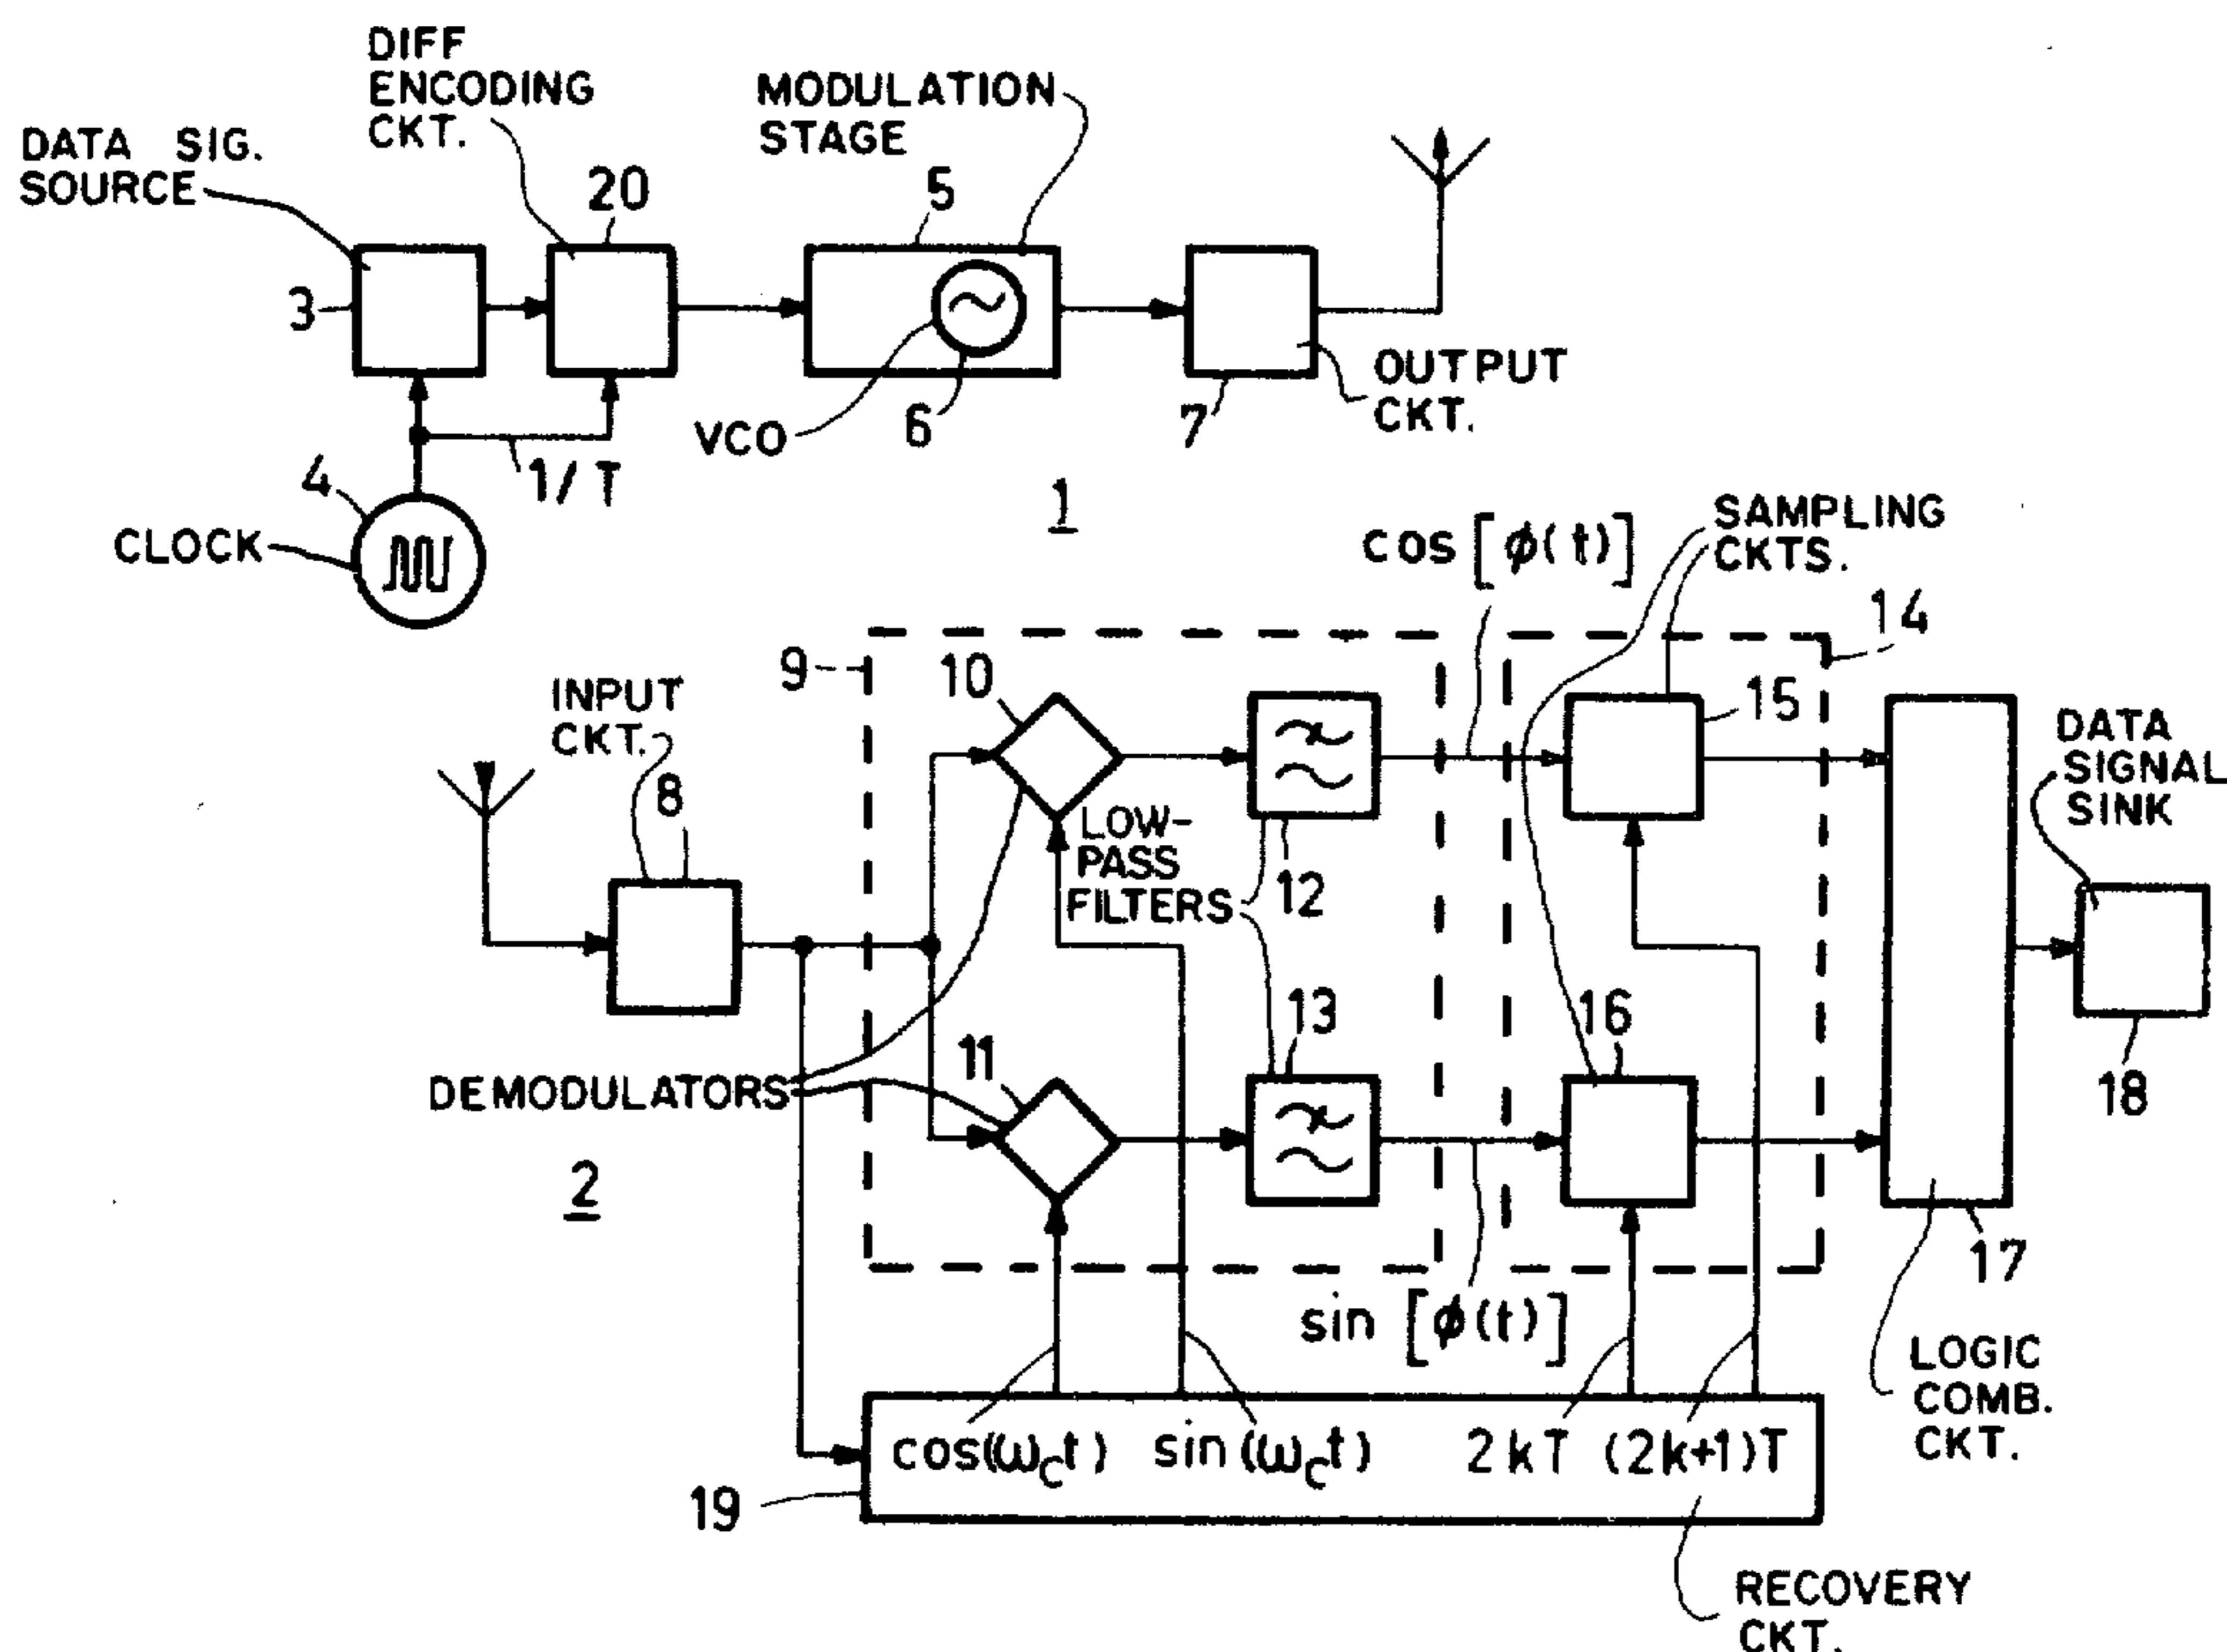 DIFF
ENCODING
CKT.
MODULATION
STAGE
DATA SIG.
SOURCE
20
5
3
VCO
6
7
OUTPUT
CKT.
4
1/T
CLOCK
1
cos[ϕ(t)]
SAMPLING
CKTS.
14
9
10
INPUT
CKT.
8
15
DATA
SIGNAL
SINK
LOW-
PASS
FILTERS
12
11
13
16
DEMODULATORS
18
2
17
sin [ϕ(t)]
LOGIC
COMB.
CKT.
cos(ωct) sin(ωct) 2kT (2k+1)T
19
RECOVERY
CKT.